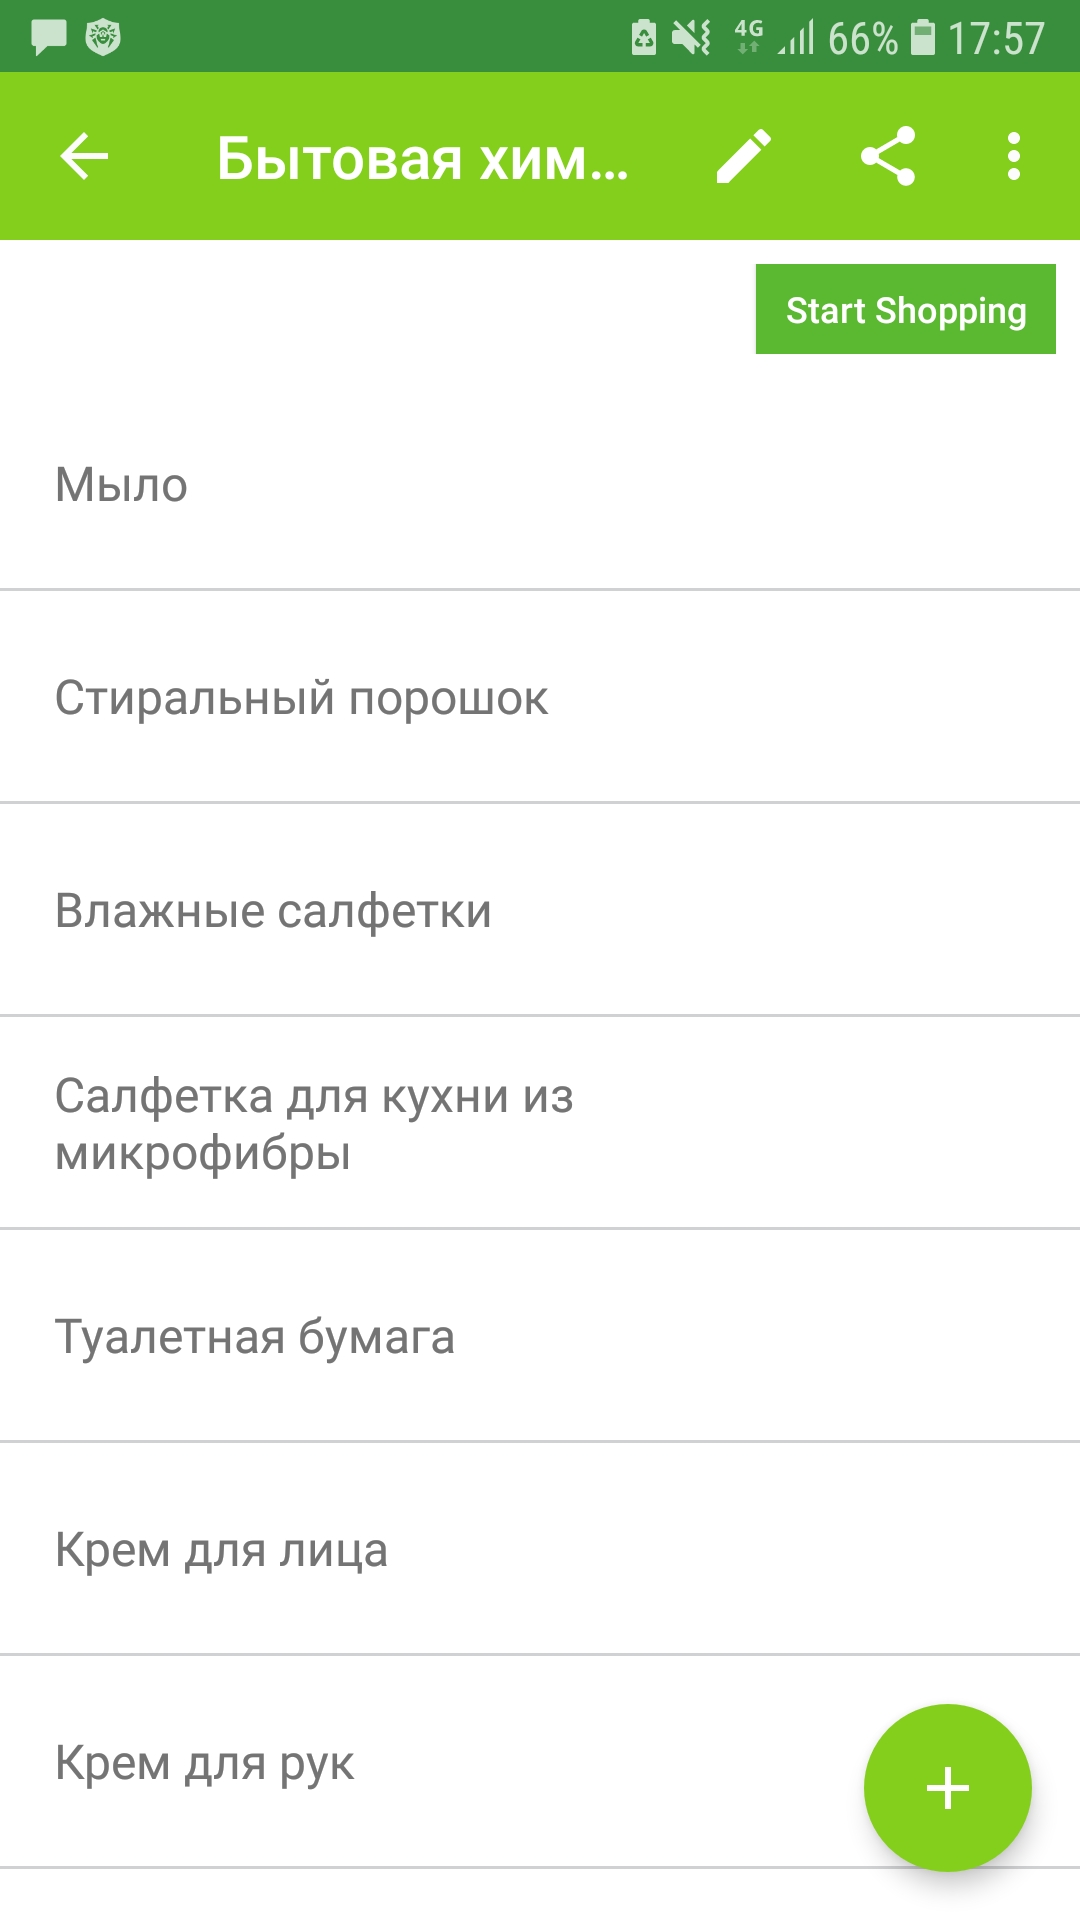 4G 66% 17:57
Бытовая хим...
Start Shopping
Мыло
Стиральный порошок
Влажные салфетки
Салфетка для кухни из
микрофибры
Туалетная бумага
Крем для лица
Крем для рук